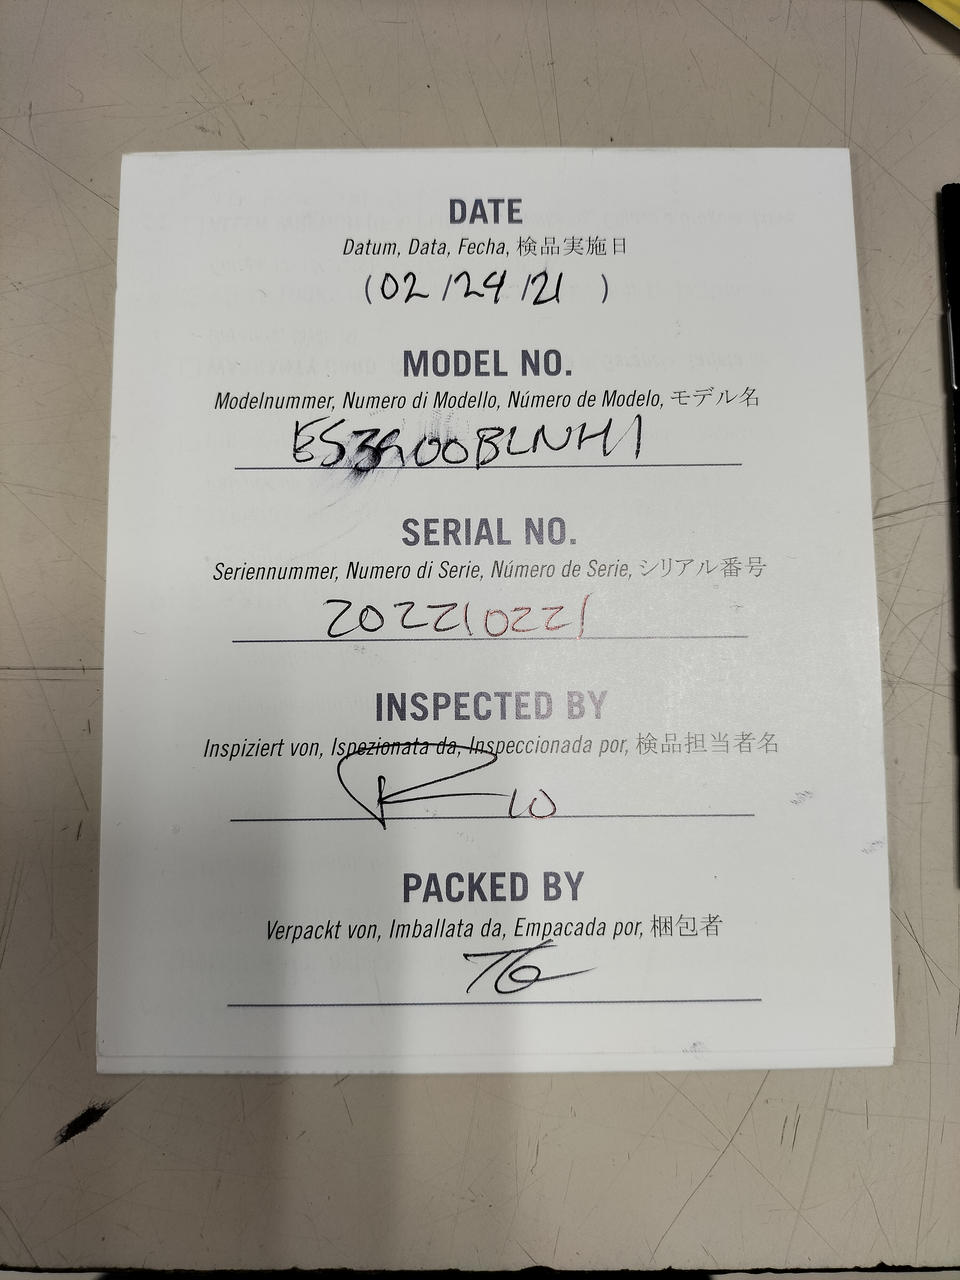 DATE
Datum, Data, Fecha, 検品実施日
(02/24/21)
MODEL NO.
Modelnummer, Numero di Modello, Número de Modelo, モデル名
SERIAL NO.
Seriennummer, Numero di Serie, Número de Serie, シリアル番号
202210221
INSPECTED BY
Inspiziert von, Ispezionata da, Inspeccionada por, 検品担当者名
PACKED BY
Verpackt von, Imballata da, Empacada por, 梱包者
TG